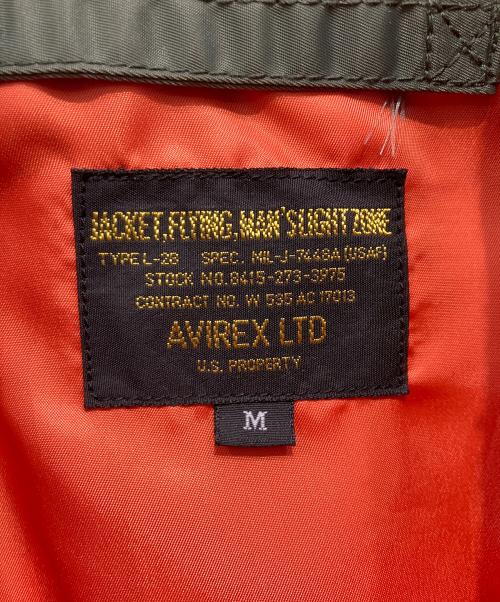 JACKET,FLYING,MAN'S LIGHT ZONE
TYPE L-2B SPEC. MIL-J-7448A (USAF)
STOCK NO.8415-273-3975
CONTRACT NO. W 535 AC 17013
AVIREX LTD
U.S. PROPERTY
M